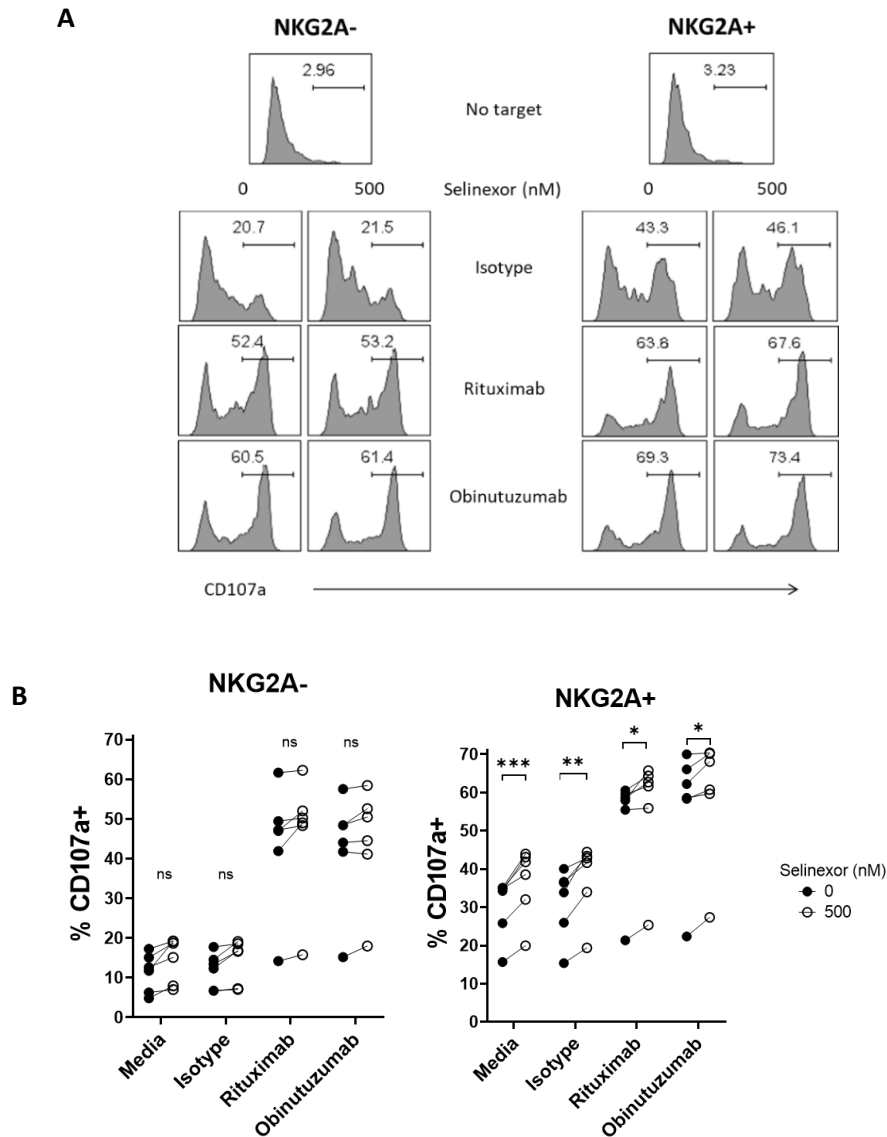 A
NKG2A-
NKG2A+
2.96
No target
3.23
0
500
Selinexor (nM)
0
500
20.7
21.5
Isotype
43.3
46.1
52.4
53.2
Rituximab
63.8
67.6
60.5
61.4
Obinutuzumab
69.3
73.4
CD107a
B
NKG2A-
% CD107a+
70
60
50
40
30
20
10
0
ns
ns
ns
ns
Media
Isotype
Rituximab
Obinutuzumab
NKG2A+
% CD107a+
70
60
50
40
30
20
10
0
***
**
*
*
Media
Isotype
Rituximab
Obinutuzumab
Selinexor (nM)
0
500